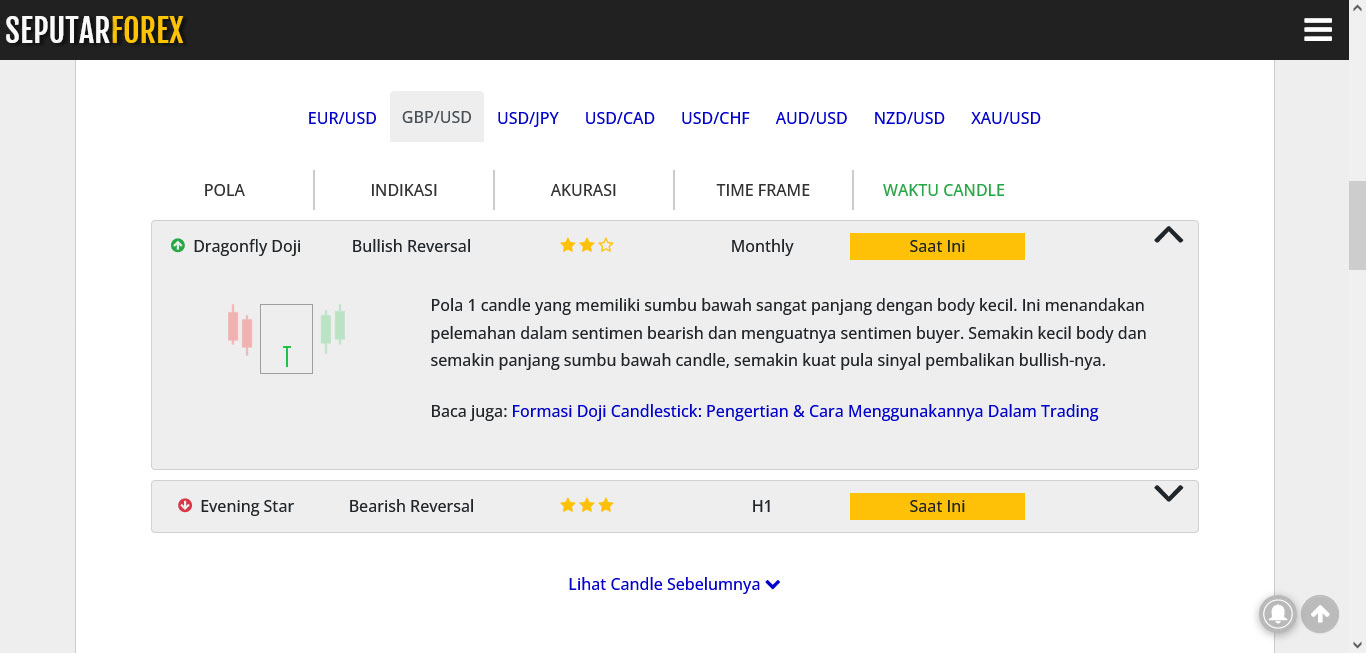 SEPUTARFOREX
EUR/USD GBP/USD USD/JPY USD/CAD USD/CHF AUD/USD NZD/USD XAU/USD
POLA INDIKASI AKURASI TIME FRAME WAKTU CANDLE
Dragonfly Doji Bullish Reversal Monthly Saat Ini
Pola 1 candle yang memiliki sumbu bawah sangat panjang dengan body kecil. Ini menandakan
pelemahan dalam sentimen bearish dan menguatnya sentimen buyer. Semakin kecil body dan
semakin panjang sumbu bawah candle, semakin kuat pula sinyal pembalikan bullish-nya.
Baca juga: Formasi Doji Candlestick: Pengertian & Cara Menggunakannya Dalam Trading
Evening Star Bearish Reversal H1 Saat Ini
Lihat Candle Sebelumnya